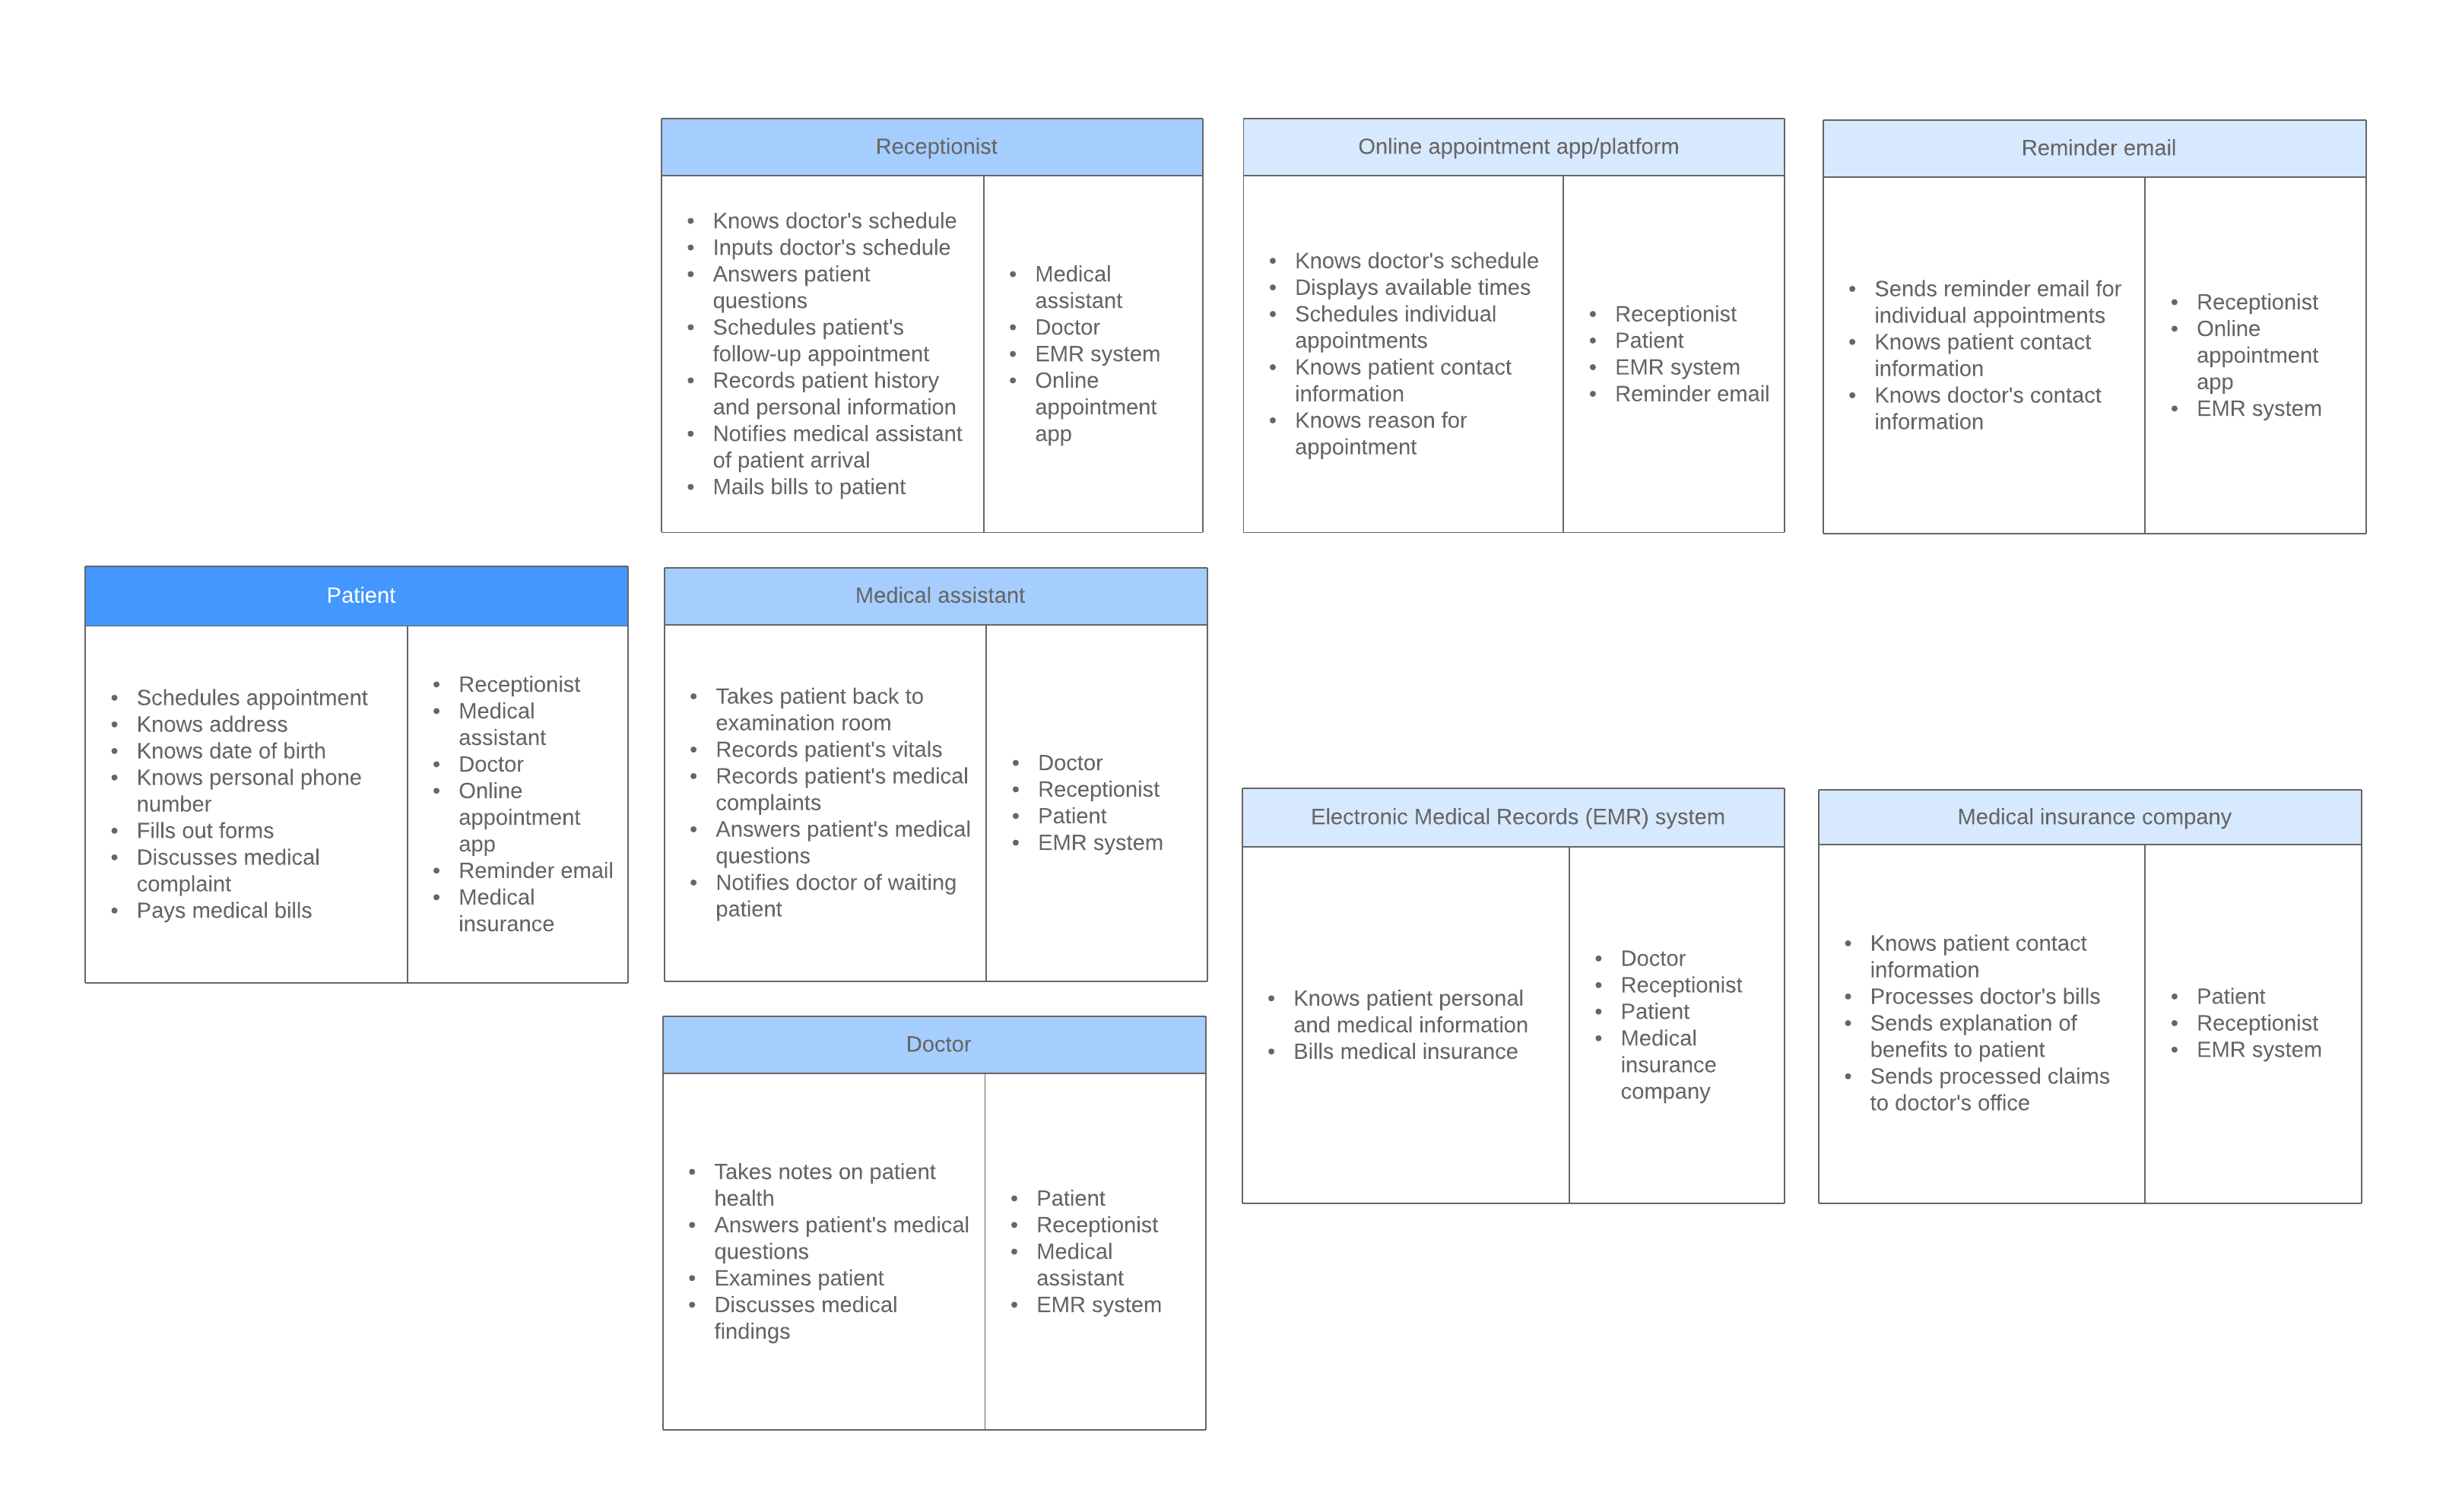 Receptionist
• Knows doctor's schedule
• Inputs doctor's schedule
• Answers patient
questions
• Schedules patient's
follow-up appointment
• Records patient history
and personal information
• Notifies medical assistant
of patient arrival
• Mails bills to patient
• Medical
assistant
• Doctor
• EMR system
• Online
appointment
app
Online appointment app/platform
• Knows doctor's schedule
• Displays available times
• Schedules individual
appointments
• Knows patient contact
information
• Knows reason for
appointment
• Receptionist
• Patient
• EMR system
• Reminder email
Reminder email
• Sends reminder email for
individual appointments
• Knows patient contact
information
• Knows doctor's contact
information
• Receptionist
• Online
appointment
app
• EMR system
Patient
• Schedules appointment
• Knows address
• Knows date of birth
• Knows personal phone
number
• Fills out forms
• Discusses medical
complaint
• Pays medical bills
• Receptionist
• Medical
assistant
• Doctor
• Online
appointment
app
• Reminder email
• Medical
insurance
Medical assistant
• Takes patient back to
examination room
• Records patient's vitals
• Records patient's medical
complaints
• Answers patient's medical
questions
• Notifies doctor of waiting
patient
• Doctor
• Receptionist
• Patient
• EMR system
Electronic Medical Records (EMR) system
• Knows patient personal
and medical information
• Bills medical insurance
• Doctor
• Receptionist
• Patient
• Medical
insurance
company
Medical insurance company
• Knows patient contact
information
• Processes doctor's bills
• Sends explanation of
benefits to patient
• Sends processed claims
to doctor's office
• Patient
• Receptionist
• EMR system
Doctor
• Takes notes on patient
health
• Answers patient's medical
questions
• Examines patient
• Discusses medical
findings
• Patient
• Receptionist
• Medical
assistant
• EMR system